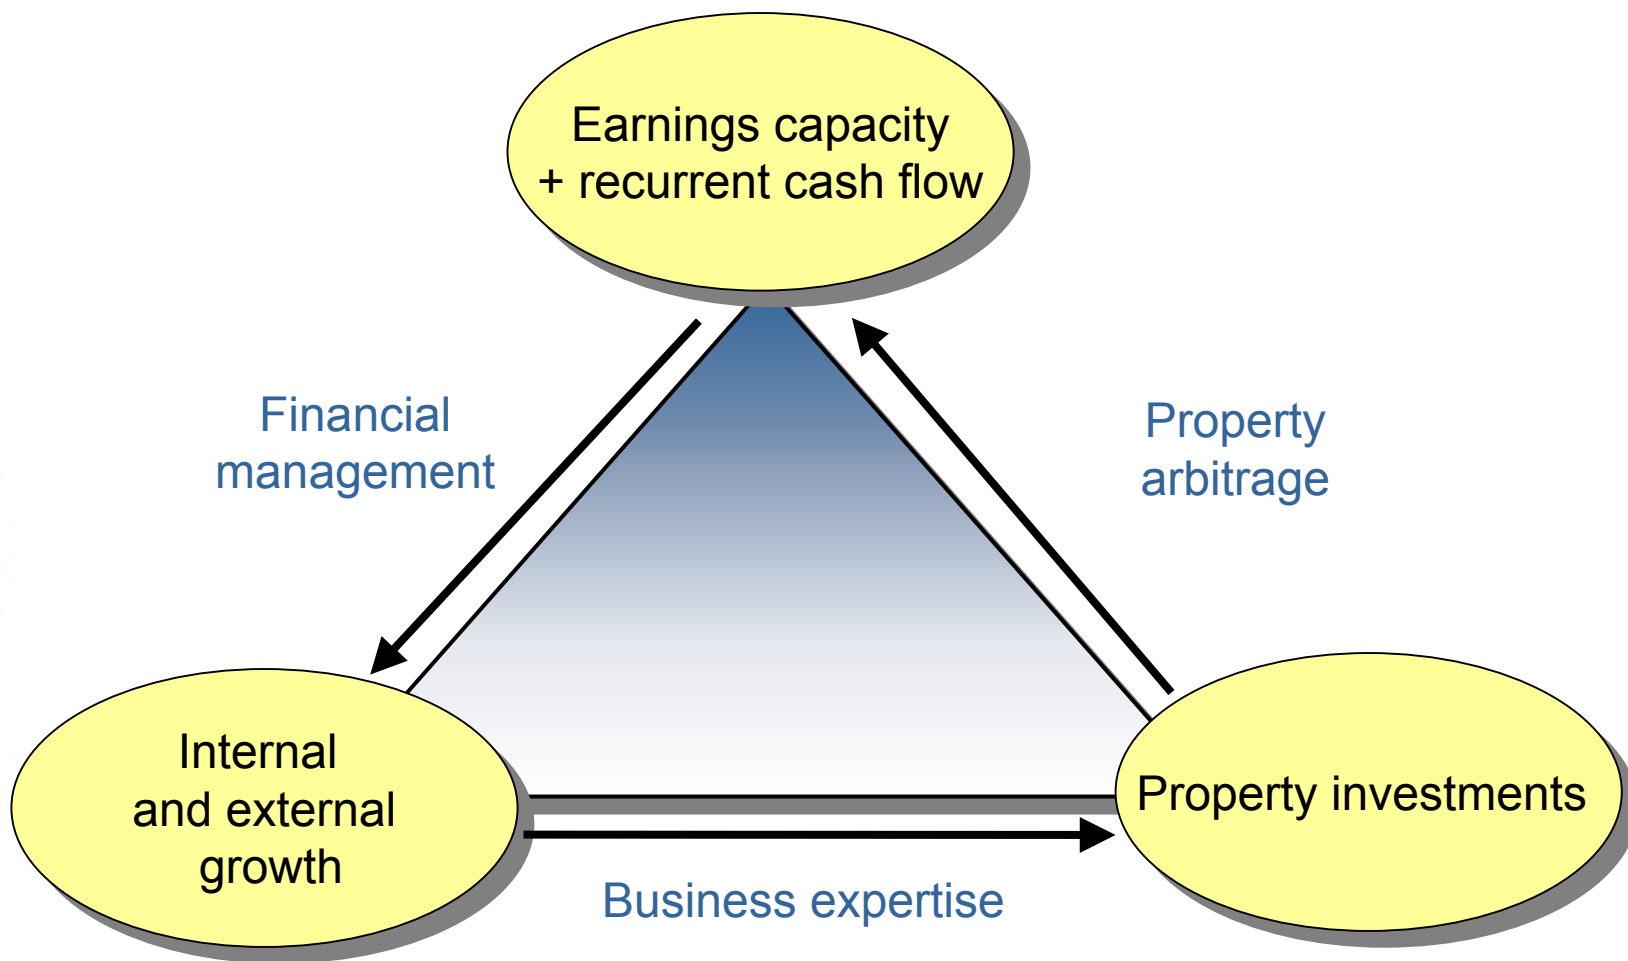 Earnings capacity
+ recurrent cash flow
Financial
management
Property
arbitrage
Internal
and external
growth
Property investments
Business expertise